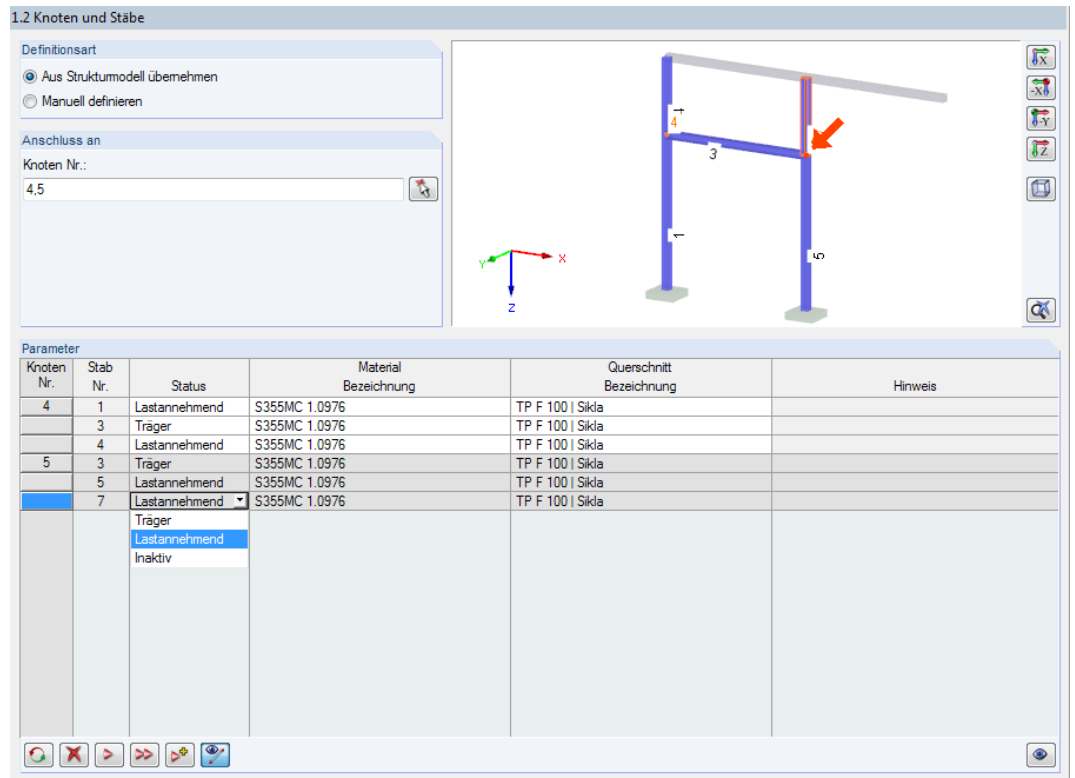 1.2 Knoten und Stäbe
Definitionsart
Aus Strukturmodell übernehmen
Manuell definieren
Anschluss an
Knoten Nr.:
4,5
4
3
1
5
X
Y
Z
X
-X
-Y
Z
Parameter
Knoten Nr.
Stab Nr.
Status
Material Bezeichnung
Querschnitt Bezeichnung
Hinweis
4 1 Lastannehmend S355MC 1.0976 TP F 100 | Sikla
3 Träger S355MC 1.0976 TP F 100 | Sikla
4 Lastannehmend S355MC 1.0976 TP F 100 | Sikla
5 3 Träger S355MC 1.0976 TP F 100 | Sikla
5 Lastannehmend S355MC 1.0976 TP F 100 | Sikla
7 Lastannehmend S355MC 1.0976 TP F 100 | Sikla
Träger
Lastannehmend
Inaktiv